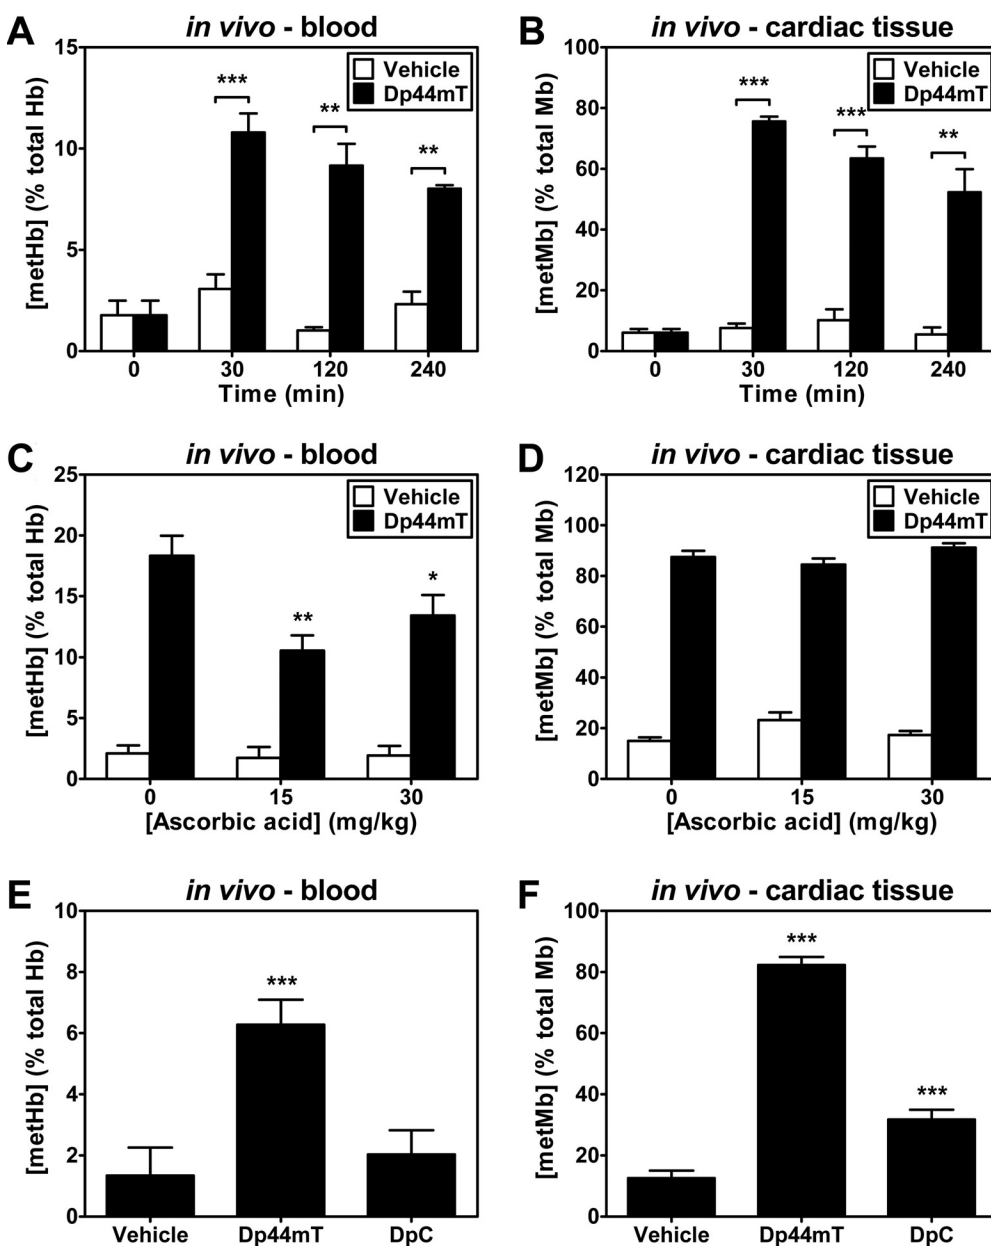 A
in vivo - blood
[metHb] (% total Hb)
15
10
5
0
Vehicle
Dp44mT
***
**
**
0 30 120 240
Time (min)
B
in vivo - cardiac tissue
[metMb] (% total Mb)
100
80
60
40
20
0
Vehicle
Dp44mT
***
***
**
0 30 120 240
Time (min)
C
in vivo - blood
[metHb] (% total Hb)
25
20
15
10
5
0
Vehicle
Dp44mT
**
*
0 15 30
[Ascorbic acid] (mg/kg)
D
in vivo - cardiac tissue
[metMb] (% total Mb)
120
100
80
60
40
20
0
Vehicle
Dp44mT
0 15 30
[Ascorbic acid] (mg/kg)
E
in vivo - blood
[metHb] (% total Hb)
10
8
6
4
2
0
***
Vehicle Dp44mT DpC
F
in vivo - cardiac tissue
[metMb] (% total Mb)
100
80
60
40
20
0
***
***
Vehicle Dp44mT DpC